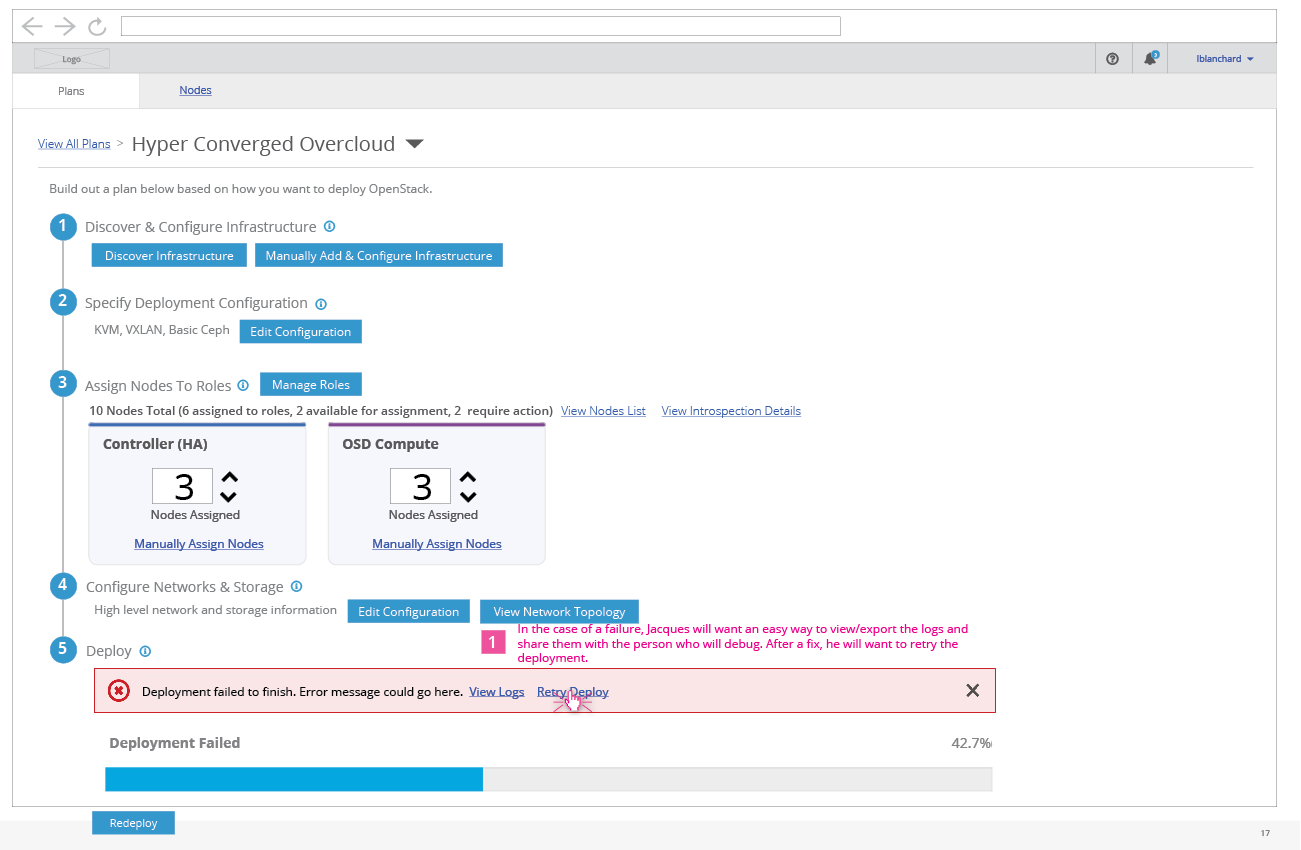 Logo
3
lblanchard
Plans
Nodes
View All Plans > Hyper Converged Overcloud
Build out a plan below based on how you want to deploy OpenStack.
1 Discover & Configure Infrastructure
Discover Infrastructure Manually Add & Configure Infrastructure
2 Specify Deployment Configuration
KVM, VXLAN, Basic Ceph Edit Configuration
3 Assign Nodes To Roles Manage Roles
10 Nodes Total (6 assigned to roles, 2 available for assignment, 2 require action) View Nodes List View Introspection Details
Controller (HA)
3
Nodes Assigned
Manually Assign Nodes
OSD Compute
3
Nodes Assigned
Manually Assign Nodes
4 Configure Networks & Storage
High level network and storage information Edit Configuration View Network Topology
1
In the case of a failure, Jacques will want an easy way to view/export the logs and
share them with the person who will debug. After a fix, he will want to retry the
deployment.
5 Deploy
Deployment failed to finish. Error message could go here. View Logs Retry Deploy
Deployment Failed 42.7%
Redeploy
17